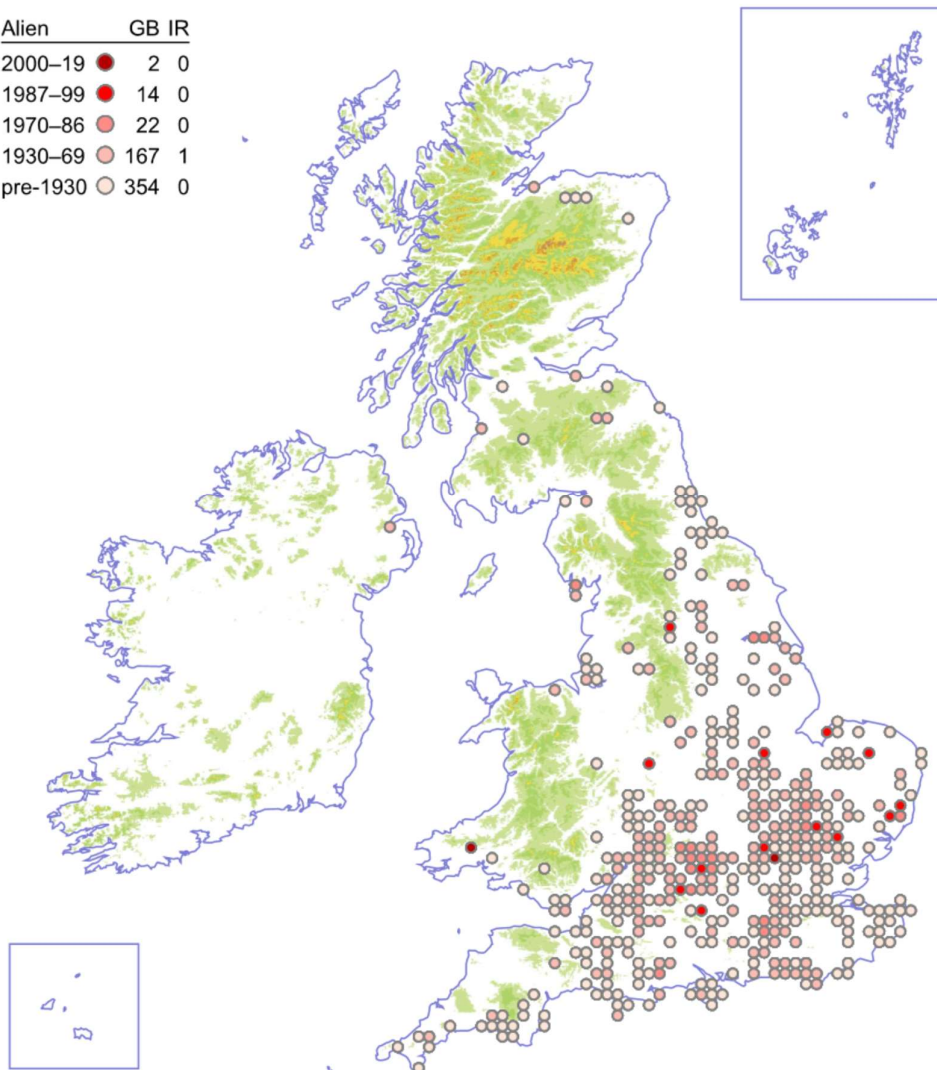 Alien GB IR
2000–19 2 0
1987–99 14 0
1970–86 22 0
1930–69 167 1
pre-1930 354 0